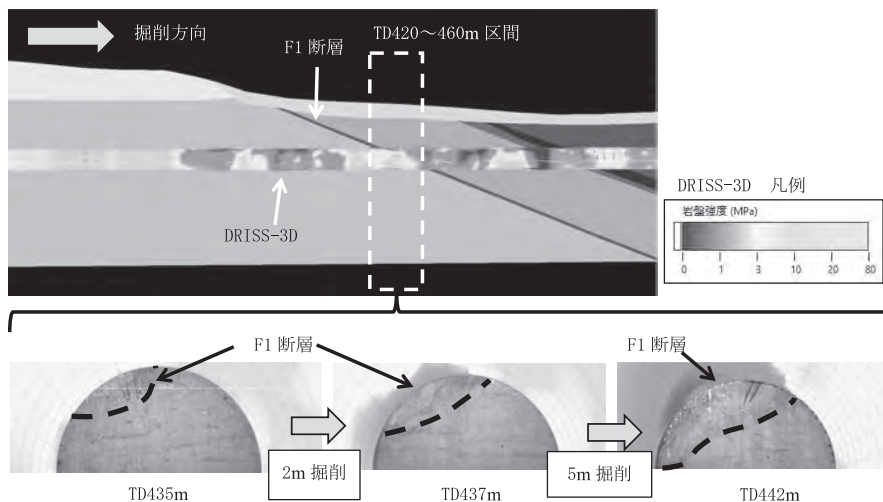 掘削方向
TD420～460m 区間
F1 断層
DRISS-3D
DRISS-3D 凡例
岩盤強度 (MPa)
0 1 3 10 20 80
F1 断層
F1 断層
2m 掘削
5m 掘削
TD435m
TD437m
TD442m